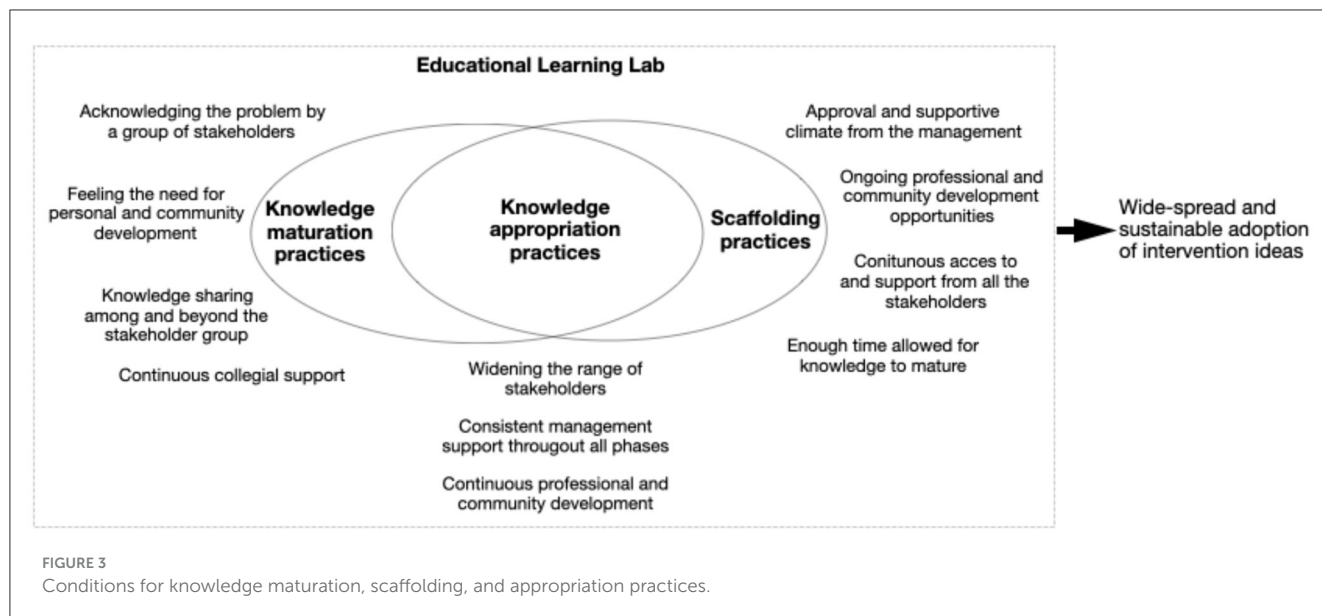 Educational Learning Lab
Acknowledging the problem by
a group of stakeholders
Feeling the need for
personal and community
development
Knowledge sharing
among and beyond the
stakeholder group
Continuous collegial support
Knowledge
maturation
practices
Knowledge
appropriation
practices
Scaffolding
practices
Widening the range of
stakeholders
Consistent management
support througout all phases
Continuous professional and
community development
Approval and supportive
climate from the management
Ongoing professional and
community development
opportunities
Conitunous acces to
and support from all the
stakeholders
Enough time allowed for
knowledge to mature
Wide-spread and
sustainable adoption
of intervention ideas
FIGURE 3
Conditions for knowledge maturation, scaffolding, and appropriation practices.